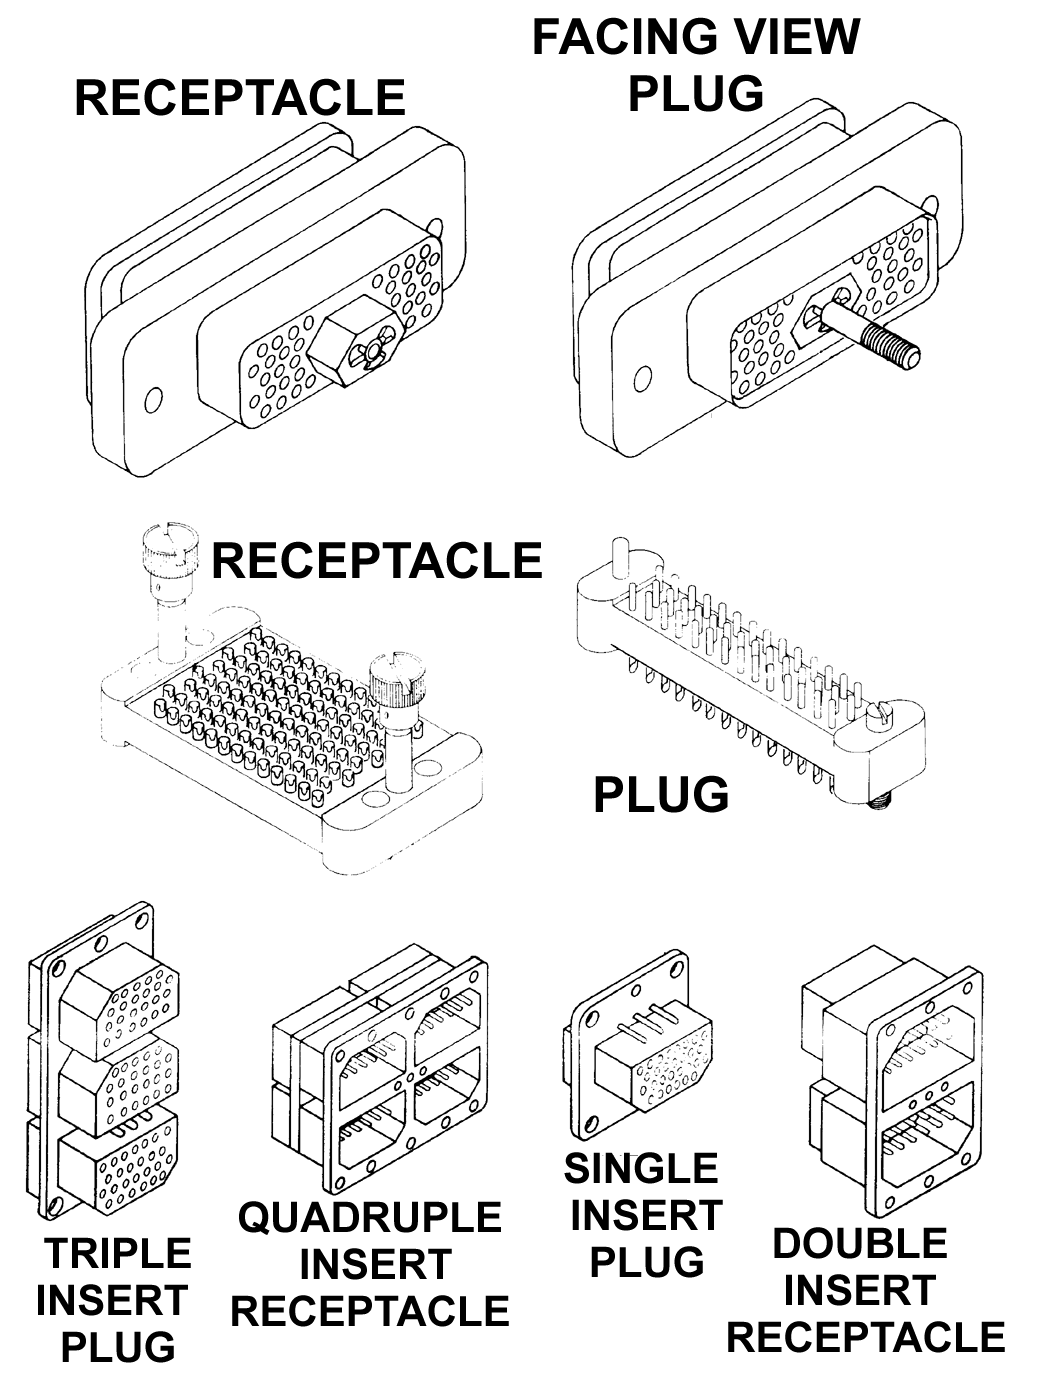 FACING VIEW
RECEPTACLE
PLUG
RECEPTACLE
PLUG
TRIPLE
INSERT
PLUG
QUADRUPLE
INSERT
RECEPTACLE
SINGLE
INSERT
PLUG
DOUBLE
INSERT
RECEPTACLE